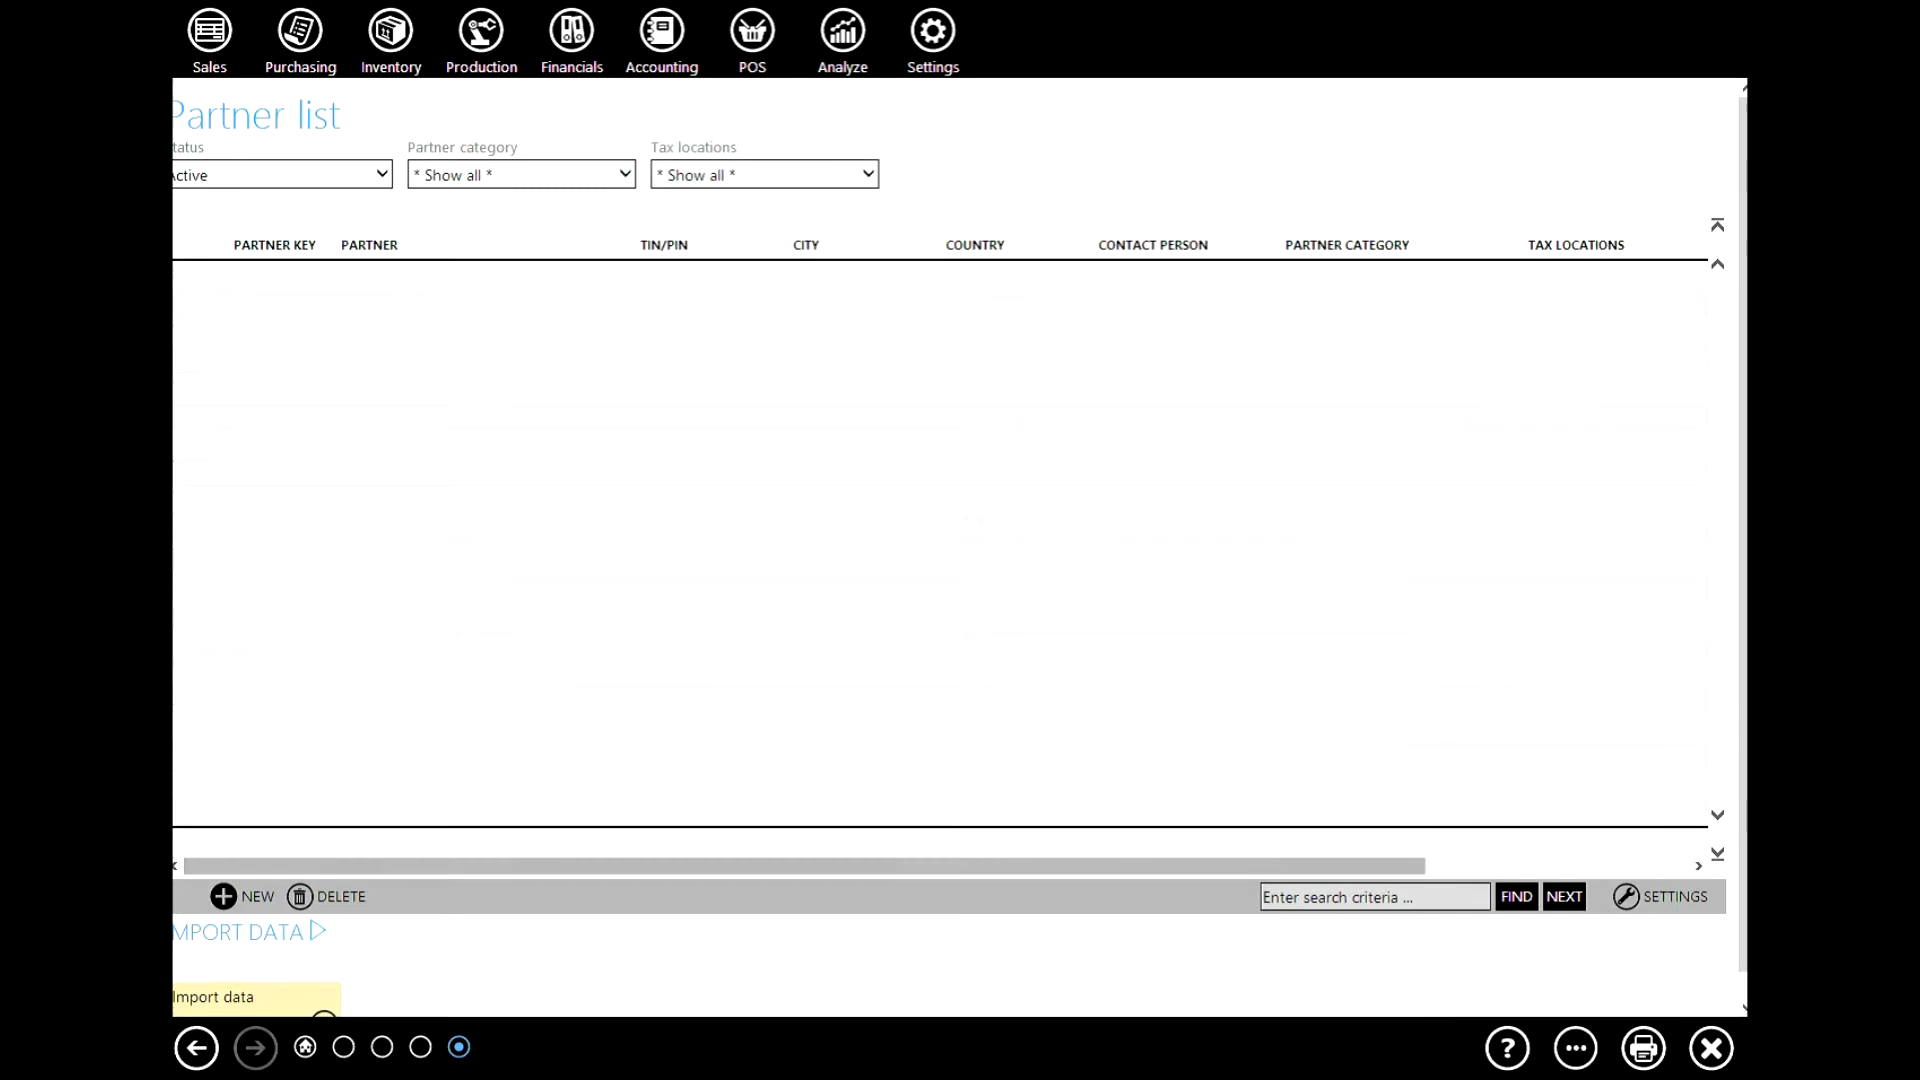 Sales Purchasing Inventory Production Financials Accounting POS Analyze Settings
Partner list
tatus Partner category Tax locations
Active * Show all * * Show all *
PARTNER KEY PARTNER TIN/PIN CITY COUNTRY CONTACT PERSON PARTNER CATEGORY TAX LOCATIONS
NEW DELETE Enter search criteria ... FIND NEXT SETTINGS
MPORT DATA
Import data
?